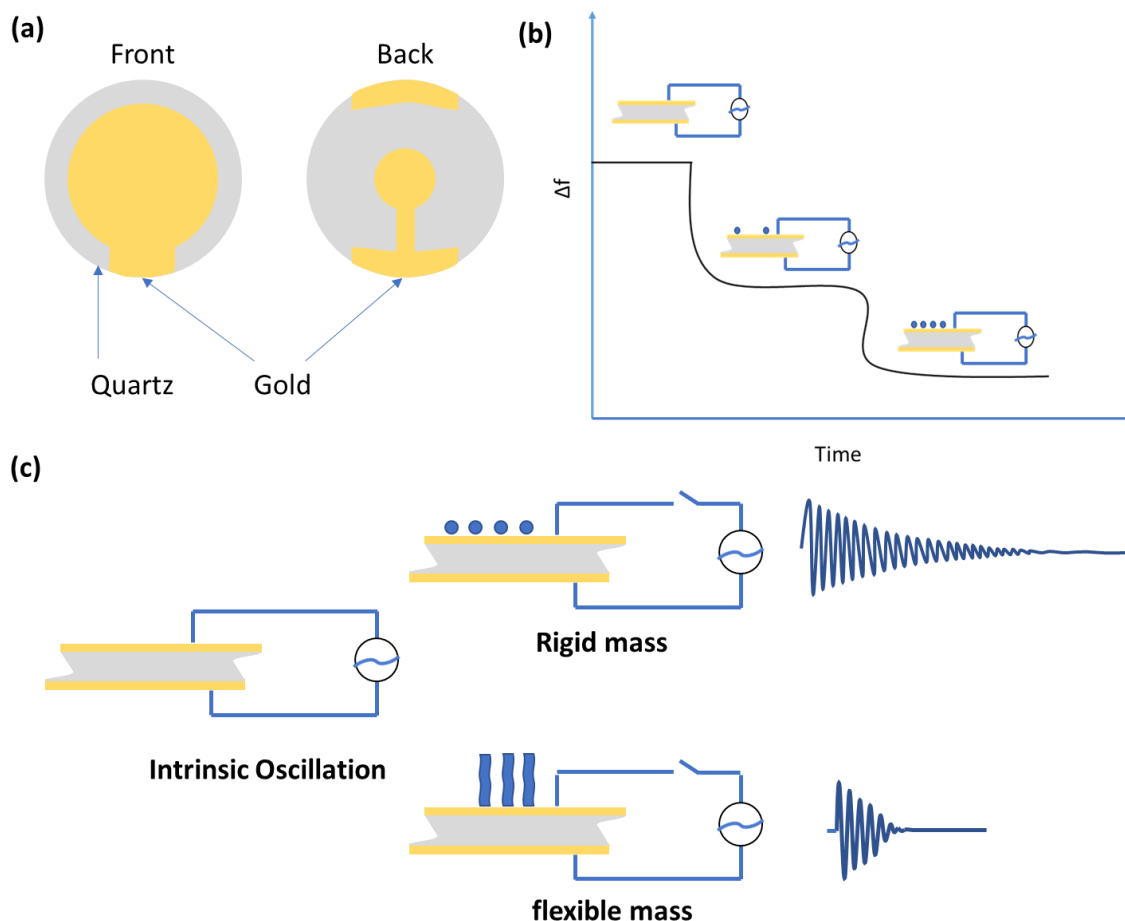 (a)
Front
Back
Quartz
Gold
(b)
Δf
Time
(c)
Rigid mass
Intrinsic Oscillation
flexible mass